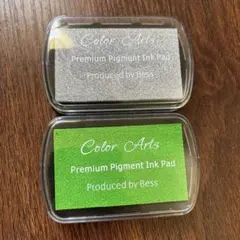 Color Arts
Premium Pigment Ink Pad
Produced by Bess
Color Arts
Premium Pigment Ink Pad
Produced by Bess